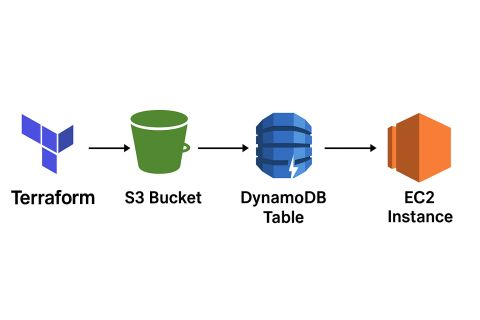 Terraform
S3 Bucket
DynamoDB
Table
EC2
Instance